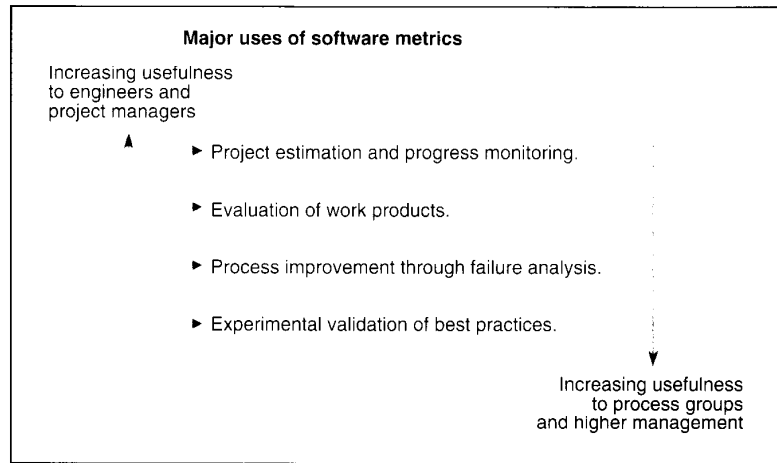 Major uses of software metrics
Increasing usefulness
to engineers and
project managers
► Project estimation and progress monitoring.
► Evaluation of work products.
► Process improvement through failure analysis.
► Experimental validation of best practices.
Increasing usefulness
to process groups
and higher management